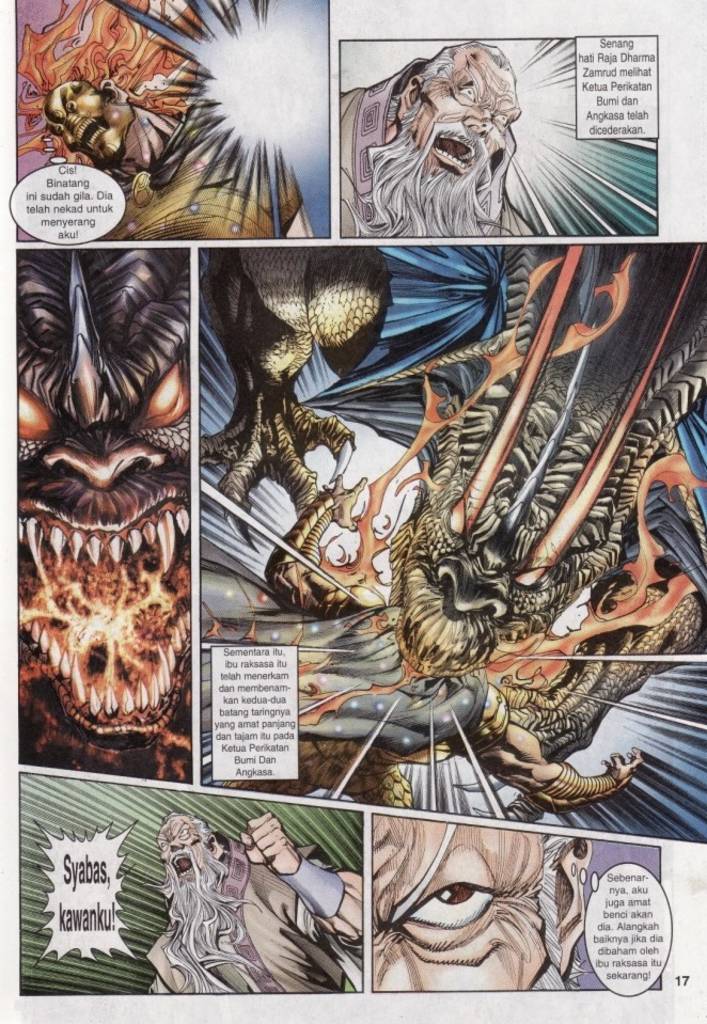 Cis!
Binatang
ini sudah gila. Dia
telah nekad untuk
menyerang
aku!
Senang
hati Raja Dharma
Zamrud melihat
Ketua Perikatan
Bumi dan
Angkasa telah
dicederakan.
Sementara itu,
ibu raksasa itu
telah menerkam
dan membenam-
kan kedua-dua
batang taringnya
yang amat panjang
dan tajam itu pada
Ketua Perikatan
Bumi Dan
Angkasa.
Syabas,
kawanku!
Sebenar-
nya, aku
juga amat
benci akan
dia. Alangkah
baiknya jika dia
dibaham oleh
ibu raksasa itu
sekarang!
17